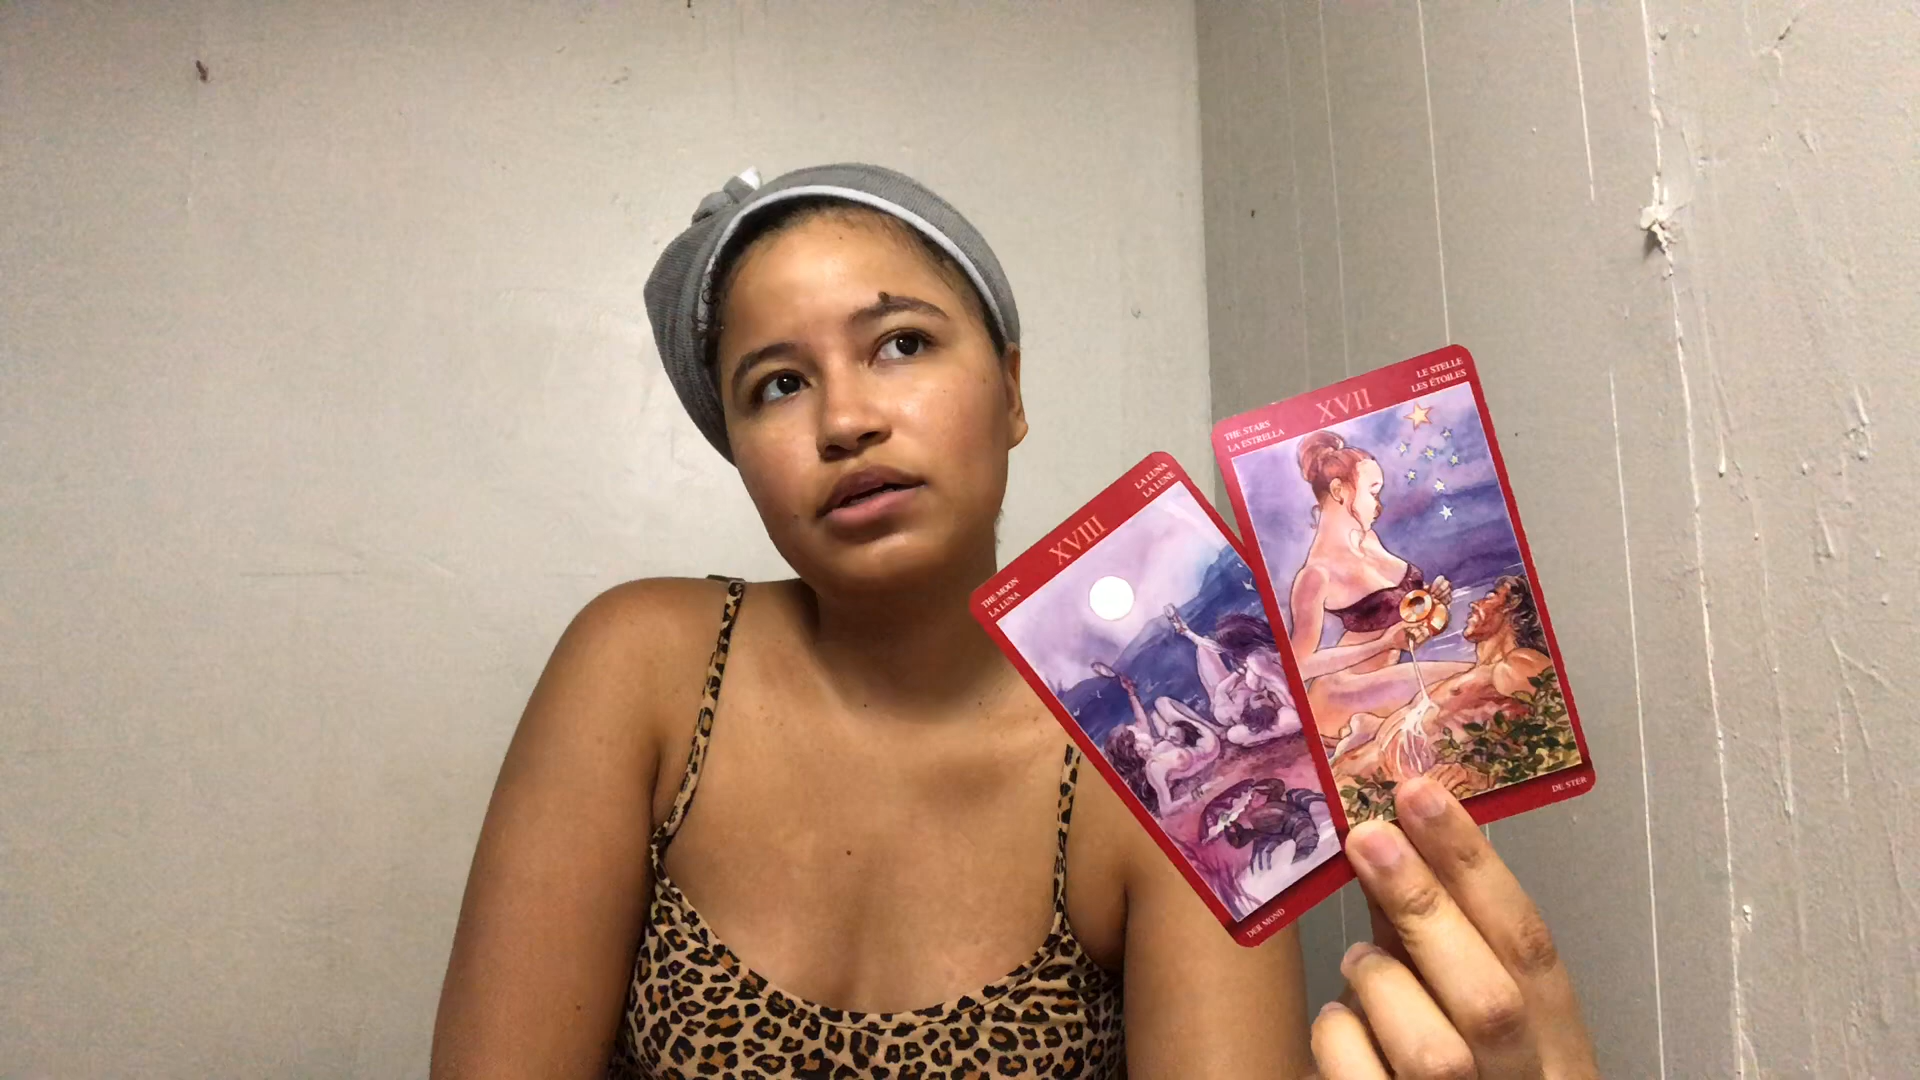 XVIII
THE MOON
LA LUNA
LA LUNA
LA LUNE
DER MOND
XVII
THE STARS
LA ESTRELLA
LE STELLE
LES ÉTOILES
DE STER